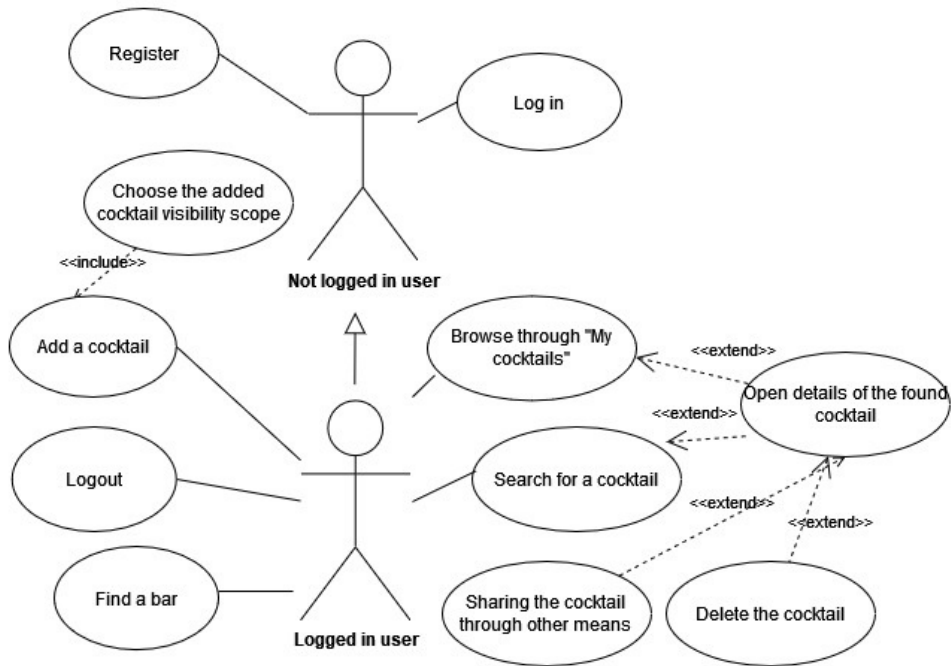 Register
Log in
Choose the added
cocktail visibility scope
<<include>>
Not logged in user
Add a cocktail
Browse through "My
cocktails"
<<extend>>
Open details of the found
cocktail
<<extend>>
Logout
Search for a cocktail
<<extend>>
<<extend>>
Find a bar
Sharing the cocktail
through other means
Delete the cocktail
Logged in user